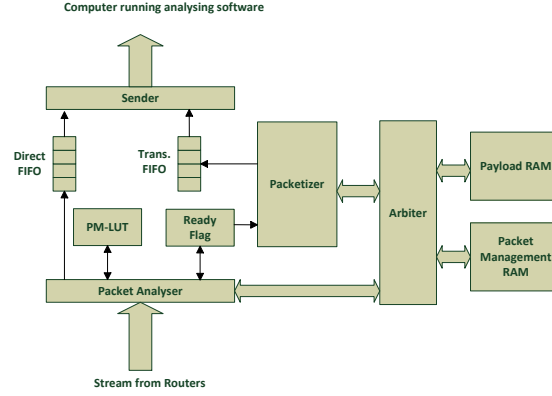 Computer running analysing software
Sender
Direct
FIFO
Trans.
FIFO
Packetizer
Arbiter
Payload RAM
PM-LUT
Ready
Flag
Packet
Management
RAM
Packet Analyser
Stream from Routers